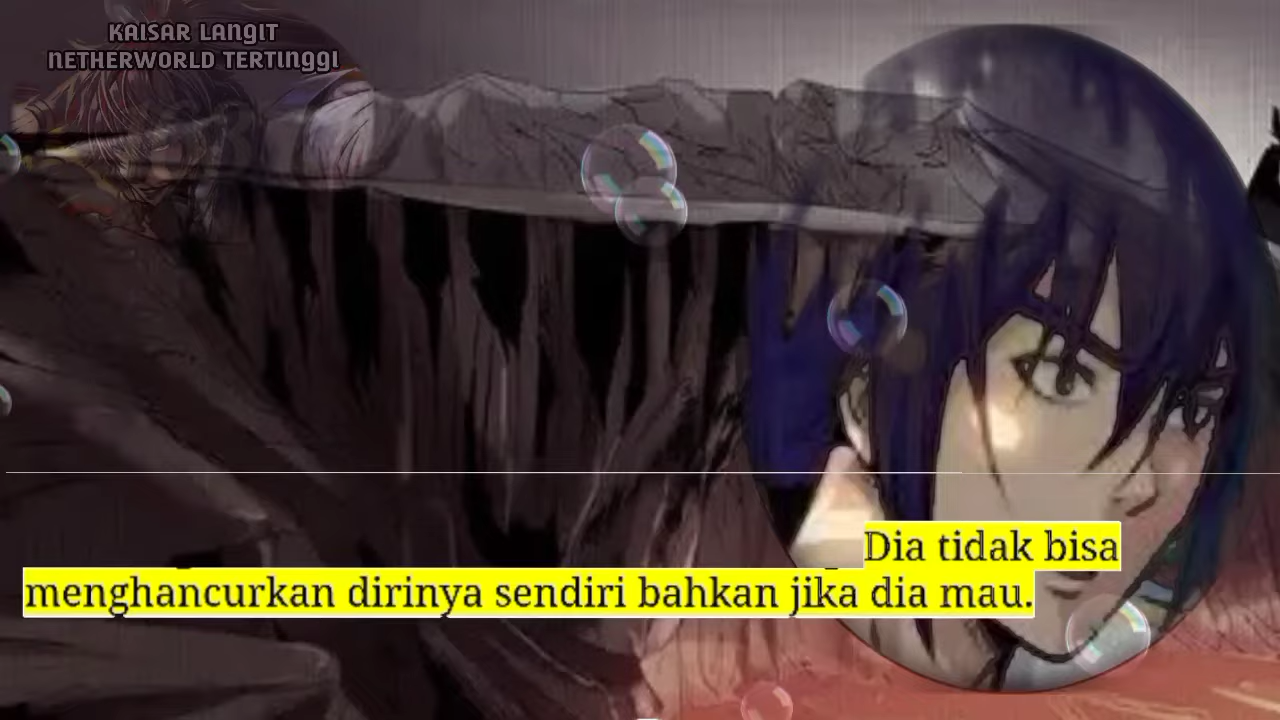 KAISAR LANGIT
NETHERWORLD TERTINGGI
Dia tidak bisa
menghancurkan dirinya sendiri bahkan jika dia mau.